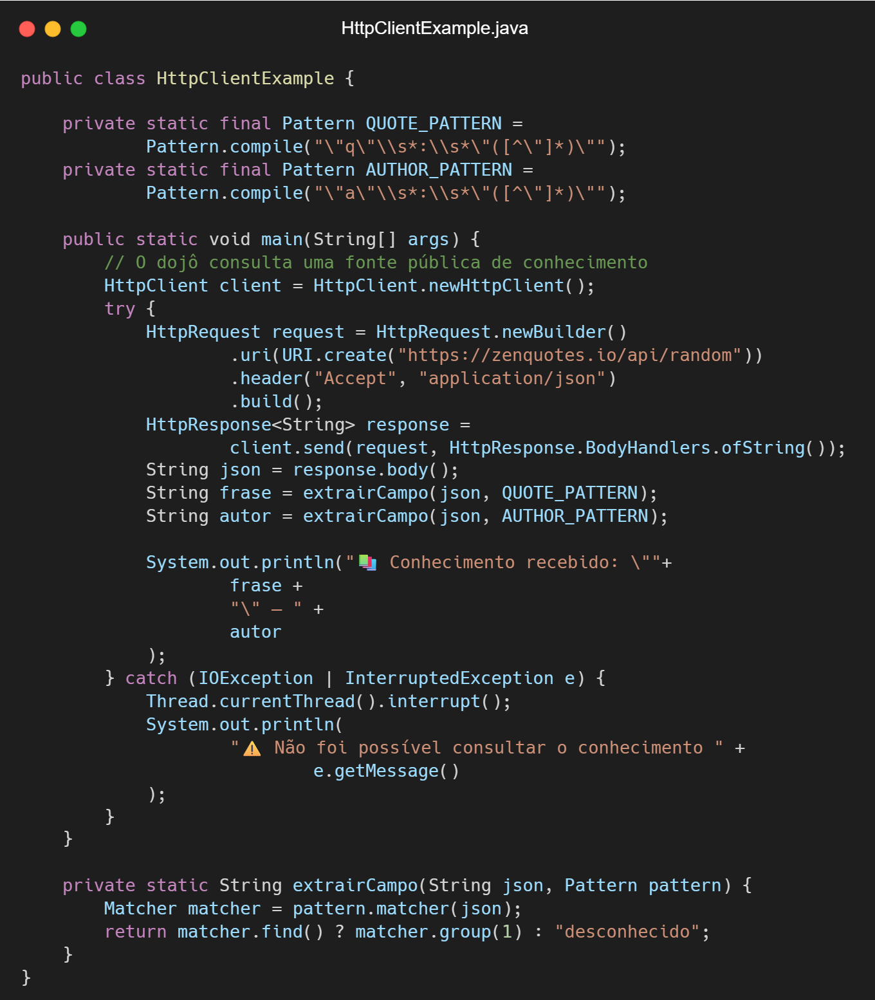 HttpClientExample.java
public class HttpClientExample {
private static final Pattern QUOTE_PATTERN =
Pattern.compile("\"q\"\\s*:\\s*\"([^\"]*)\"");
private static final Pattern AUTHOR_PATTERN =
Pattern.compile("\"a\"\\s*:\\s*\"([^\"]*)\"");
public static void main(String[] args) {
// O dojô consulta uma fonte pública de conhecimento
HttpClient client = HttpClient.newHttpClient();
try {
HttpRequest request = HttpRequest.newBuilder()
.uri(URI.create("https://zenquotes.io/api/random"))
.header("Accept", "application/json")
.build();
HttpResponse<String> response =
client.send(request, HttpResponse.BodyHandlers.ofString());
String json = response.body();
String frase = extrairCampo(json, QUOTE_PATTERN);
String autor = extrairCampo(json, AUTHOR_PATTERN);
System.out.println("📚 Conhecimento recebido: \""+
frase +
"\" — " +
autor
);
} catch (IOException | InterruptedException e) {
Thread.currentThread().interrupt();
System.out.println(
"⚠️ Não foi possível consultar o conhecimento " +
e.getMessage()
);
}
}
private static String extrairCampo(String json, Pattern pattern) {
Matcher matcher = pattern.matcher(json);
return matcher.find() ? matcher.group(1) : "desconhecido";
}
}